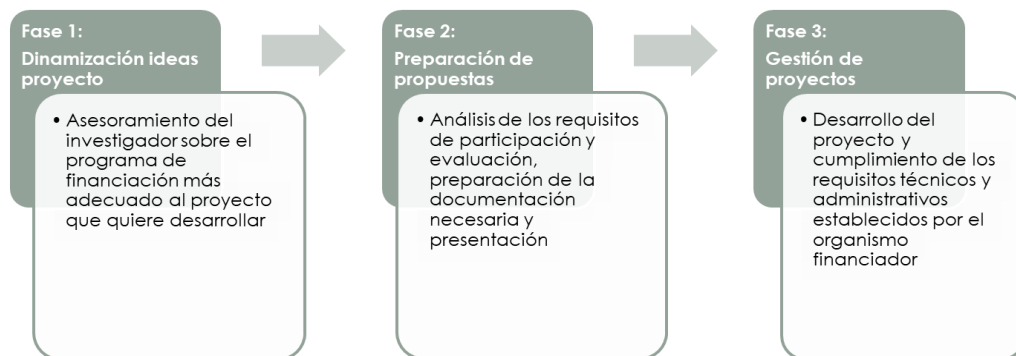 Fase 1:
Dinamización ideas
proyecto
• Asesoramiento del
investigador sobre el
programa de
financiación más
adecuado al proyecto
que quiere desarrollar
Fase 2:
Preparación de
propuestas
• Análisis de los requisitos
de participación y
evaluación,
preparación de la
documentación
necesaria y
presentación
Fase 3:
Gestión de
proyectos
• Desarrollo del
proyecto y
cumplimiento de los
requisitos técnicos y
administrativos
establecidos por el
organismo
financiador